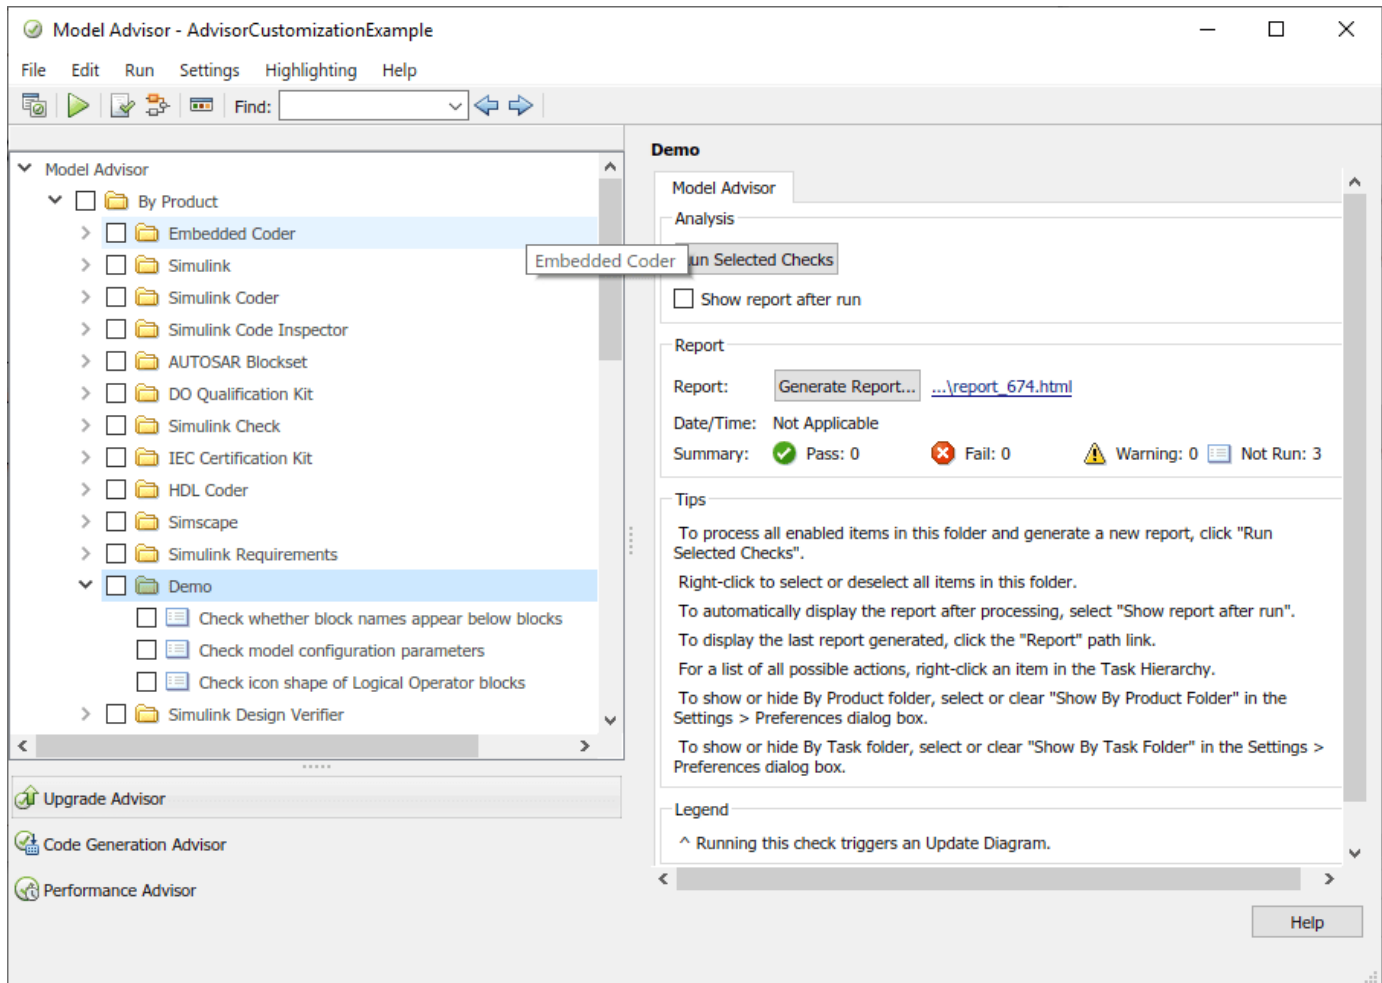 Model Advisor - AdvisorCustomizationExample
File Edit Run Settings Highlighting Help
Find:
Model Advisor
By Product
Embedded Coder
Simulink
Simulink Coder
Simulink Code Inspector
AUTOSAR Blockset
DO Qualification Kit
Simulink Check
IEC Certification Kit
HDL Coder
Simscape
Simulink Requirements
Demo
Check whether block names appear below blocks
Check model configuration parameters
Check icon shape of Logical Operator blocks
Simulink Design Verifier
Upgrade Advisor
Code Generation Advisor
Performance Advisor
Embedded Coder
Demo
Model Advisor
Analysis
un Selected Checks
Show report after run
Report
Report: Generate Report... ...\report_674.html
Date/Time: Not Applicable
Summary: Pass: 0 Fail: 0 Warning: 0 Not Run: 3
Tips
To process all enabled items in this folder and generate a new report, click "Run
Selected Checks".
Right-click to select or deselect all items in this folder.
To automatically display the report after processing, select "Show report after run".
To display the last report generated, click the "Report" path link.
For a list of all possible actions, right-click an item in the Task Hierarchy.
To show or hide By Product folder, select or clear "Show By Product Folder" in the
Settings > Preferences dialog box.
To show or hide By Task folder, select or clear "Show By Task Folder" in the Settings >
Preferences dialog box.
Legend
^ Running this check triggers an Update Diagram.
Help